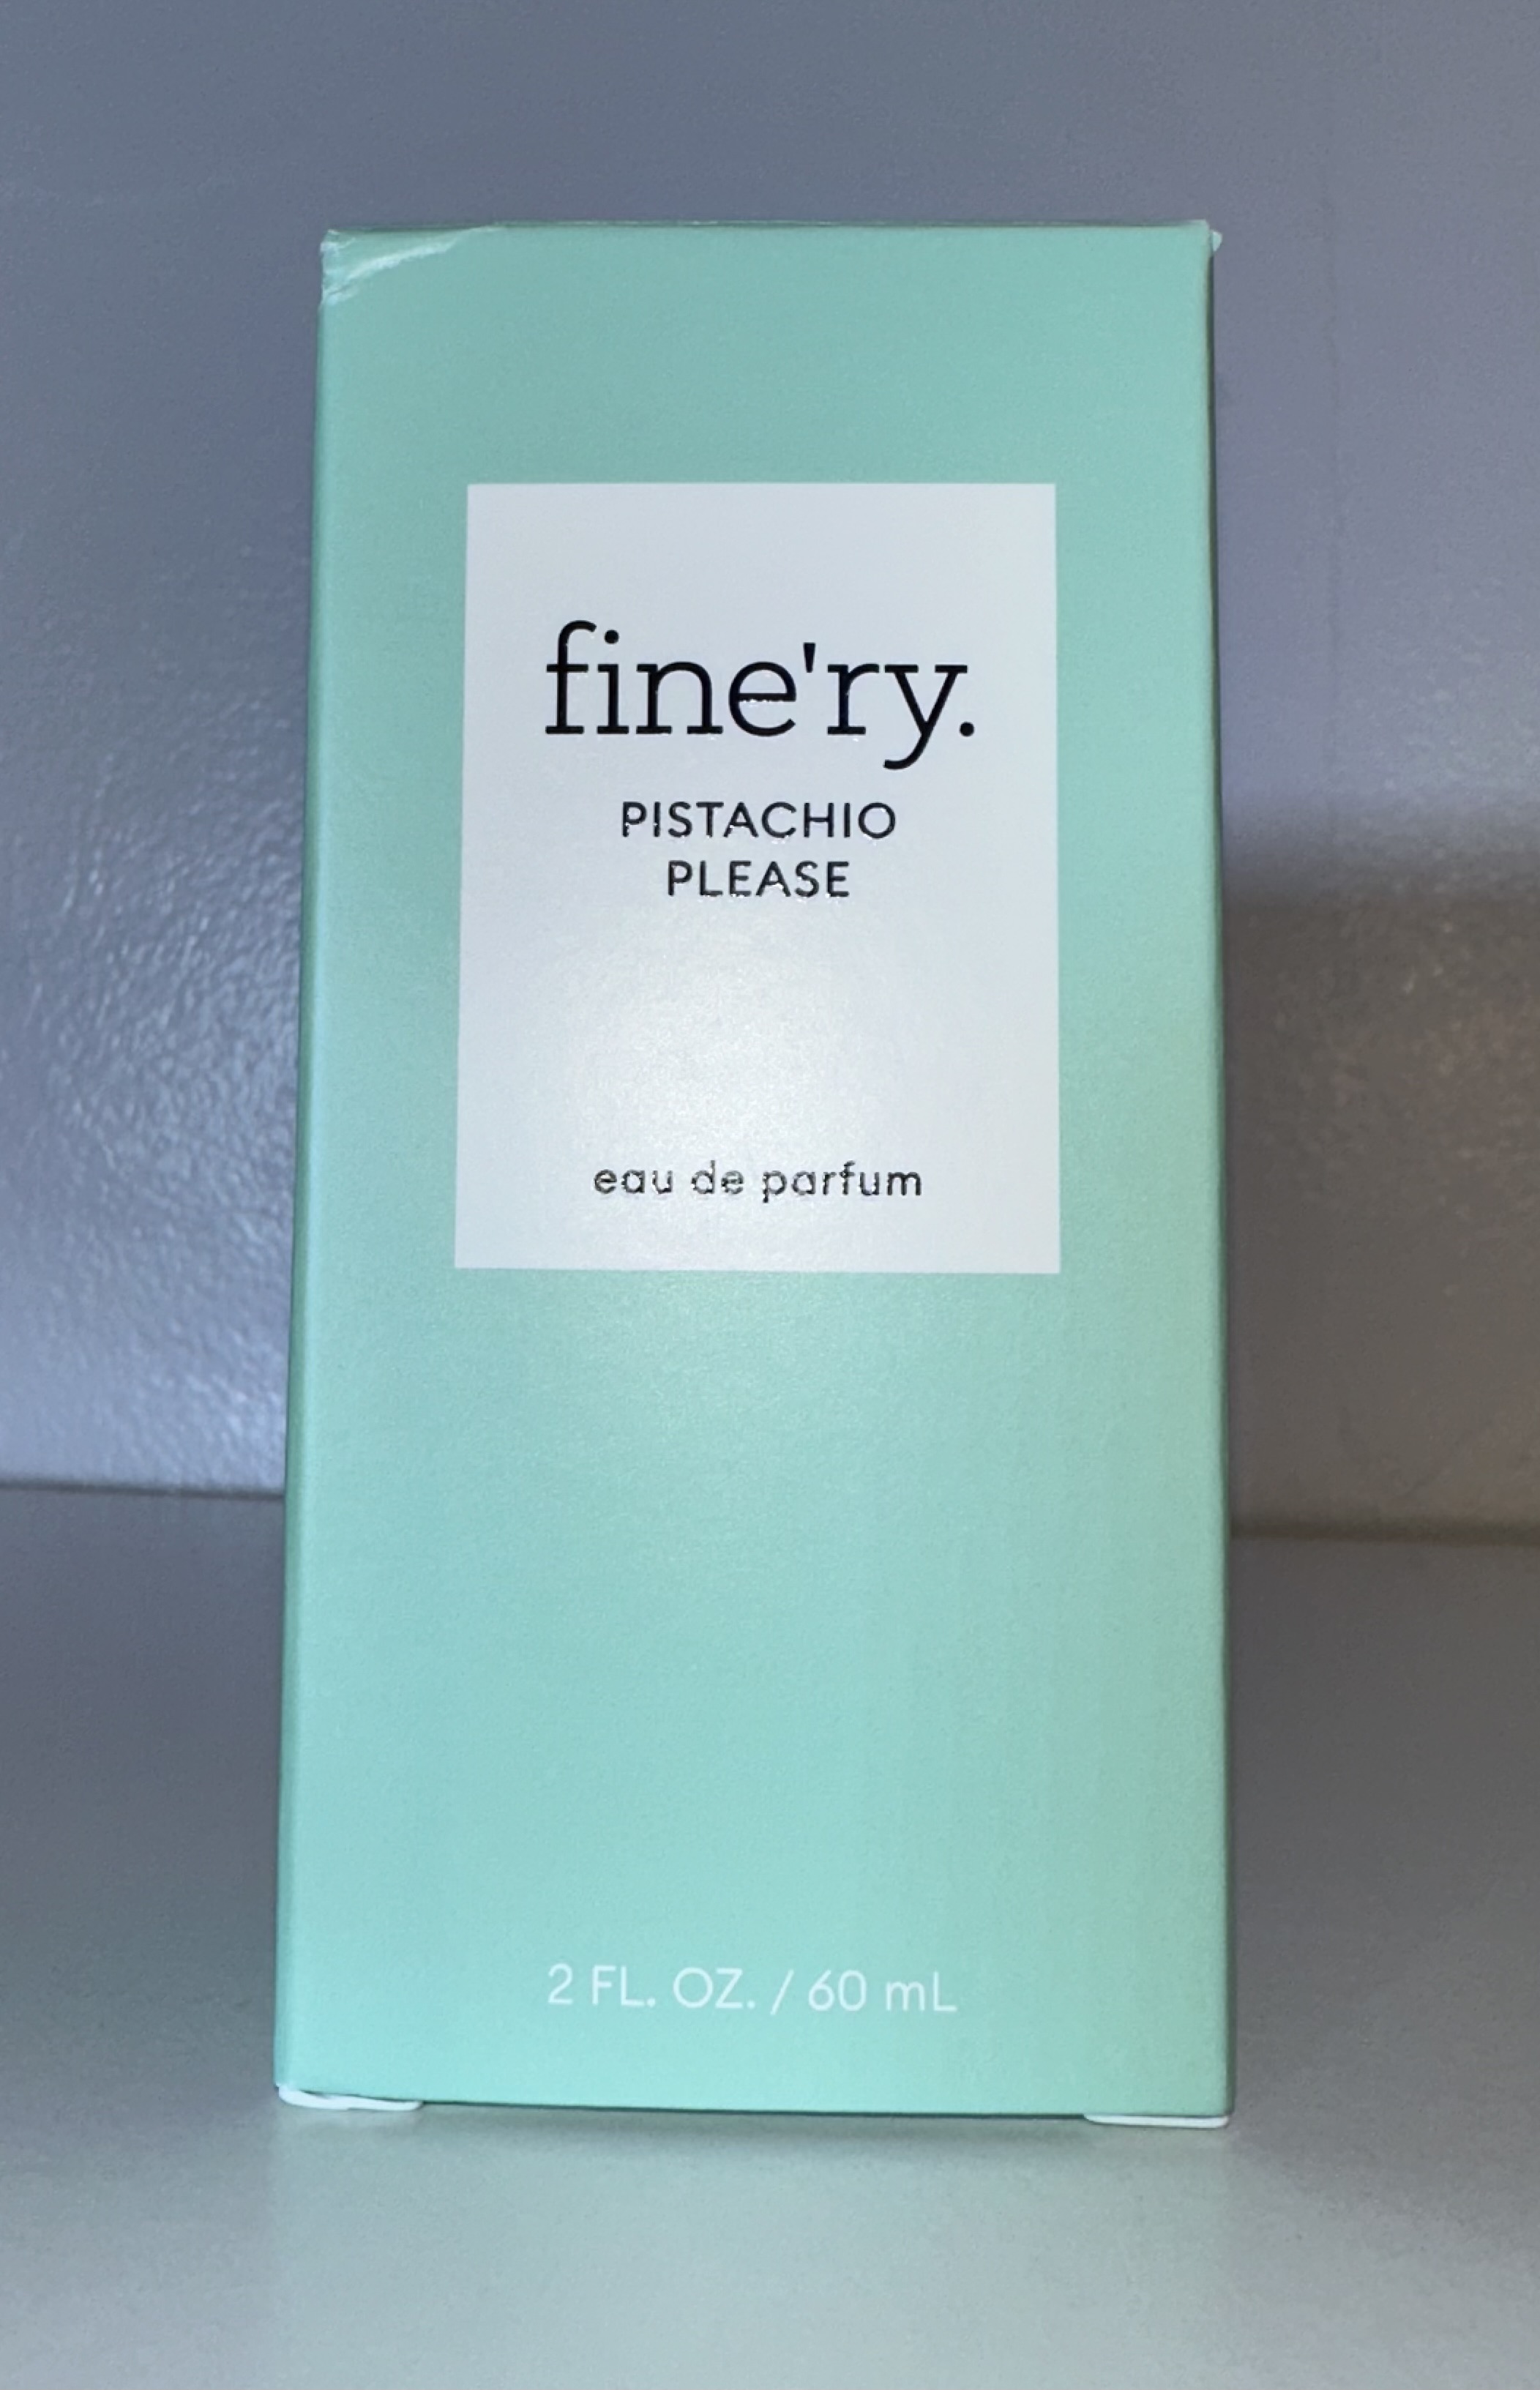 fine'ry.
PISTACHIO
PLEASE
eau de parfum
2 FL. OZ. / 60 mL